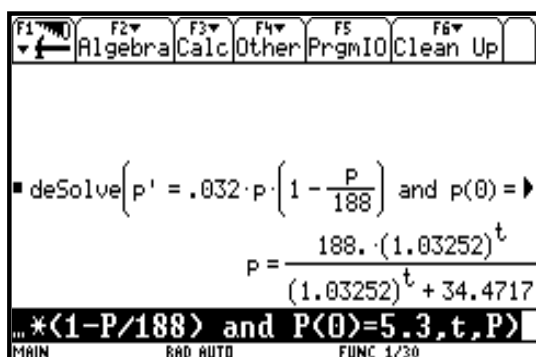 F1 F2▾ F3▾ F4▾ F5 F6▾
Algebra Calc Other PrgmIO Clean Up
▪ deSolve(p' = .032·p·(1 - p/188) and p(0) = ▶
p = 188.·(1.03252)^t / ((1.03252)^t + 34.4717)
…*(1-P/188) and P(0)=5.3,t,P)
MAIN RAD AUTO FUNC 1/30